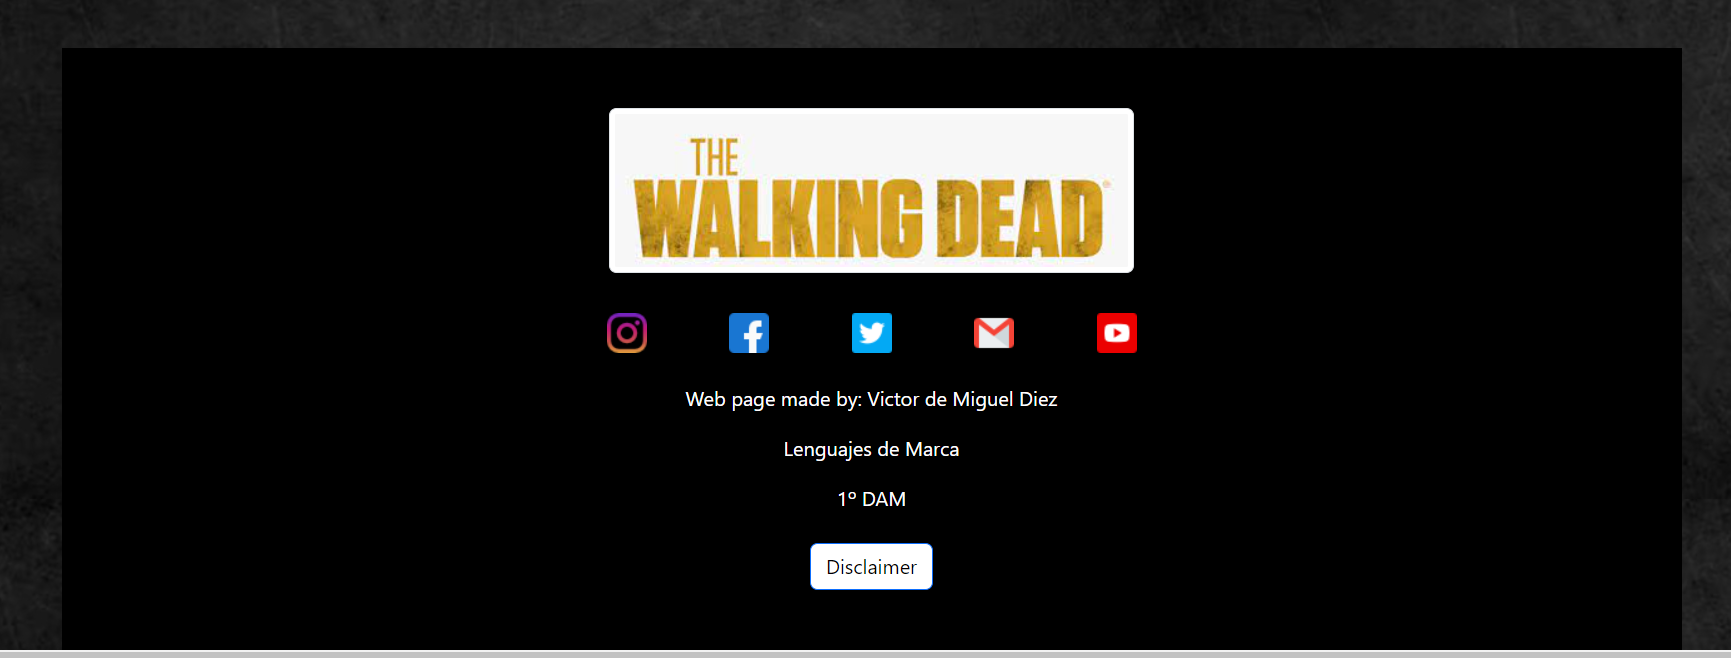 THE
WALKING DEAD®
Web page made by: Victor de Miguel Diez
Lenguajes de Marca
1º DAM
Disclaimer